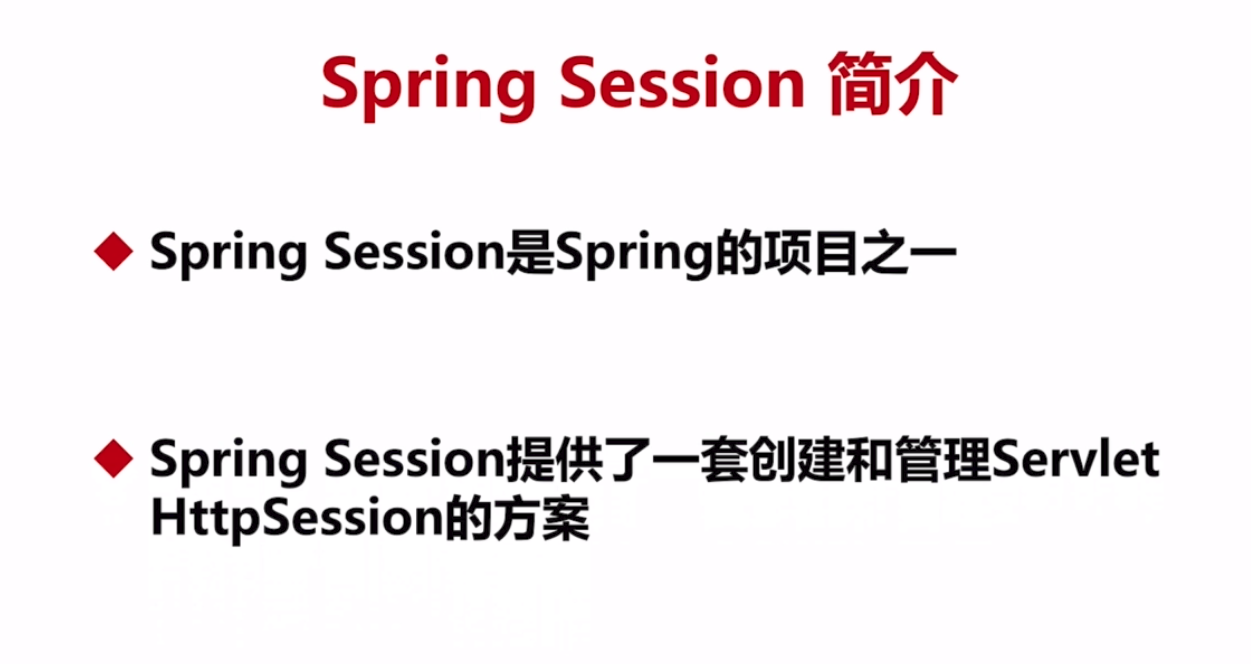 Spring Session 简介
Spring Session是Spring的项目之一
Spring Session提供了一套创建和管理Servlet
HttpSession的方案